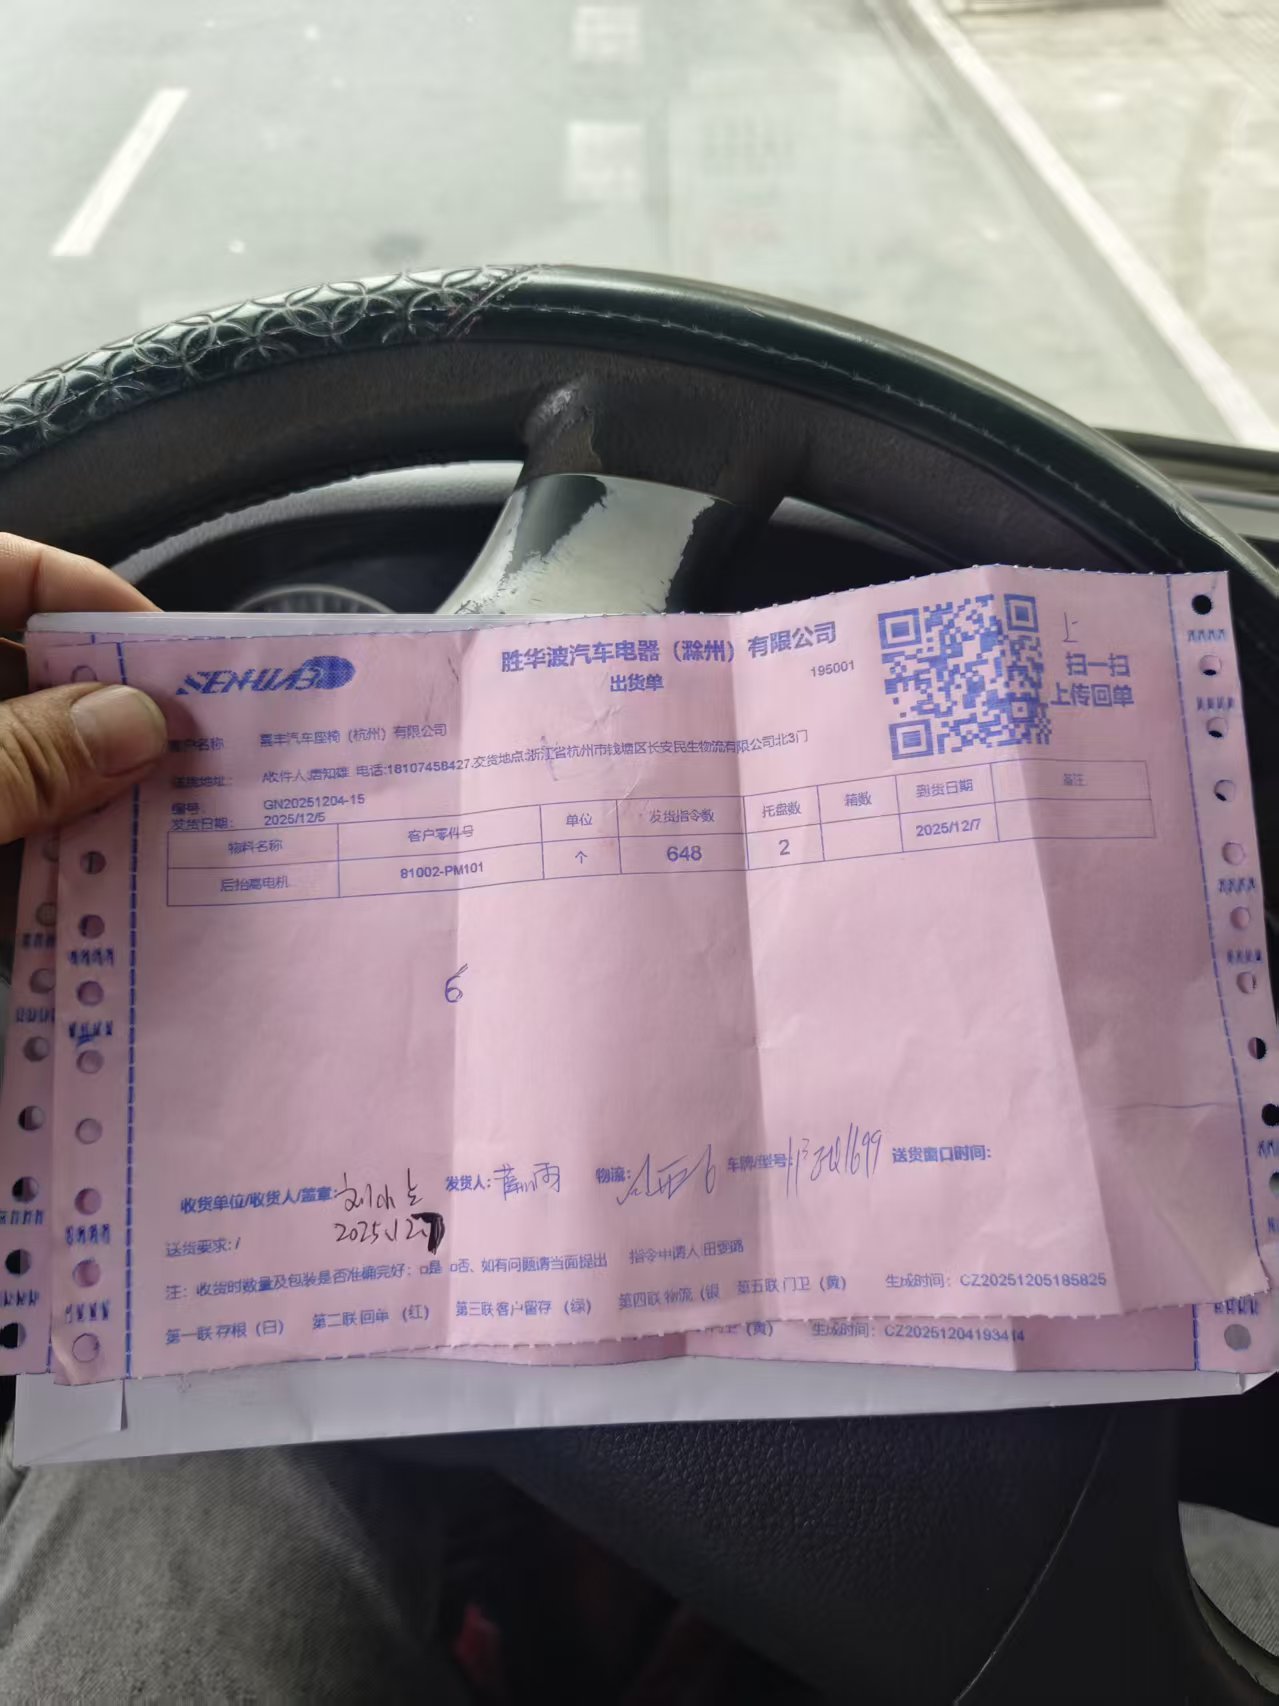 SENHUABO
胜华波汽车电器（滁州）有限公司
出货单
195001
上
扫一扫
上传回单
客户名称
汽车座椅（杭州）有限公司
送货地址：
收件人:唐知雄 电话:18107458427,交货地点:浙江省杭州市钱塘区长安民生物流有限公司北3门
编号： GN20251204-15
发货日期： 2025/12/5
物料名称 客户零件号 单位 发货指令数 托盘数 箱数 到货日期 备注
后抬高电机 81002-PM101 个 648 2 2025/12/7
6
收货单位/收货人/盖章: 发货人: 物流: 车牌/型号: 送货窗口时间:
送货要求: /
注：收货时数量及包装是否准确完好：□是 □否、如有问题请当面提出 指令申请人
第一联 存根（白） 第二联 回单 （红） 第三联 客户留存 （绿） 第四联 物流（银 第五联 门卫（黄） 生成时间：CZ20251205185825
卫（黄） 生成时间：CZ20251204193414